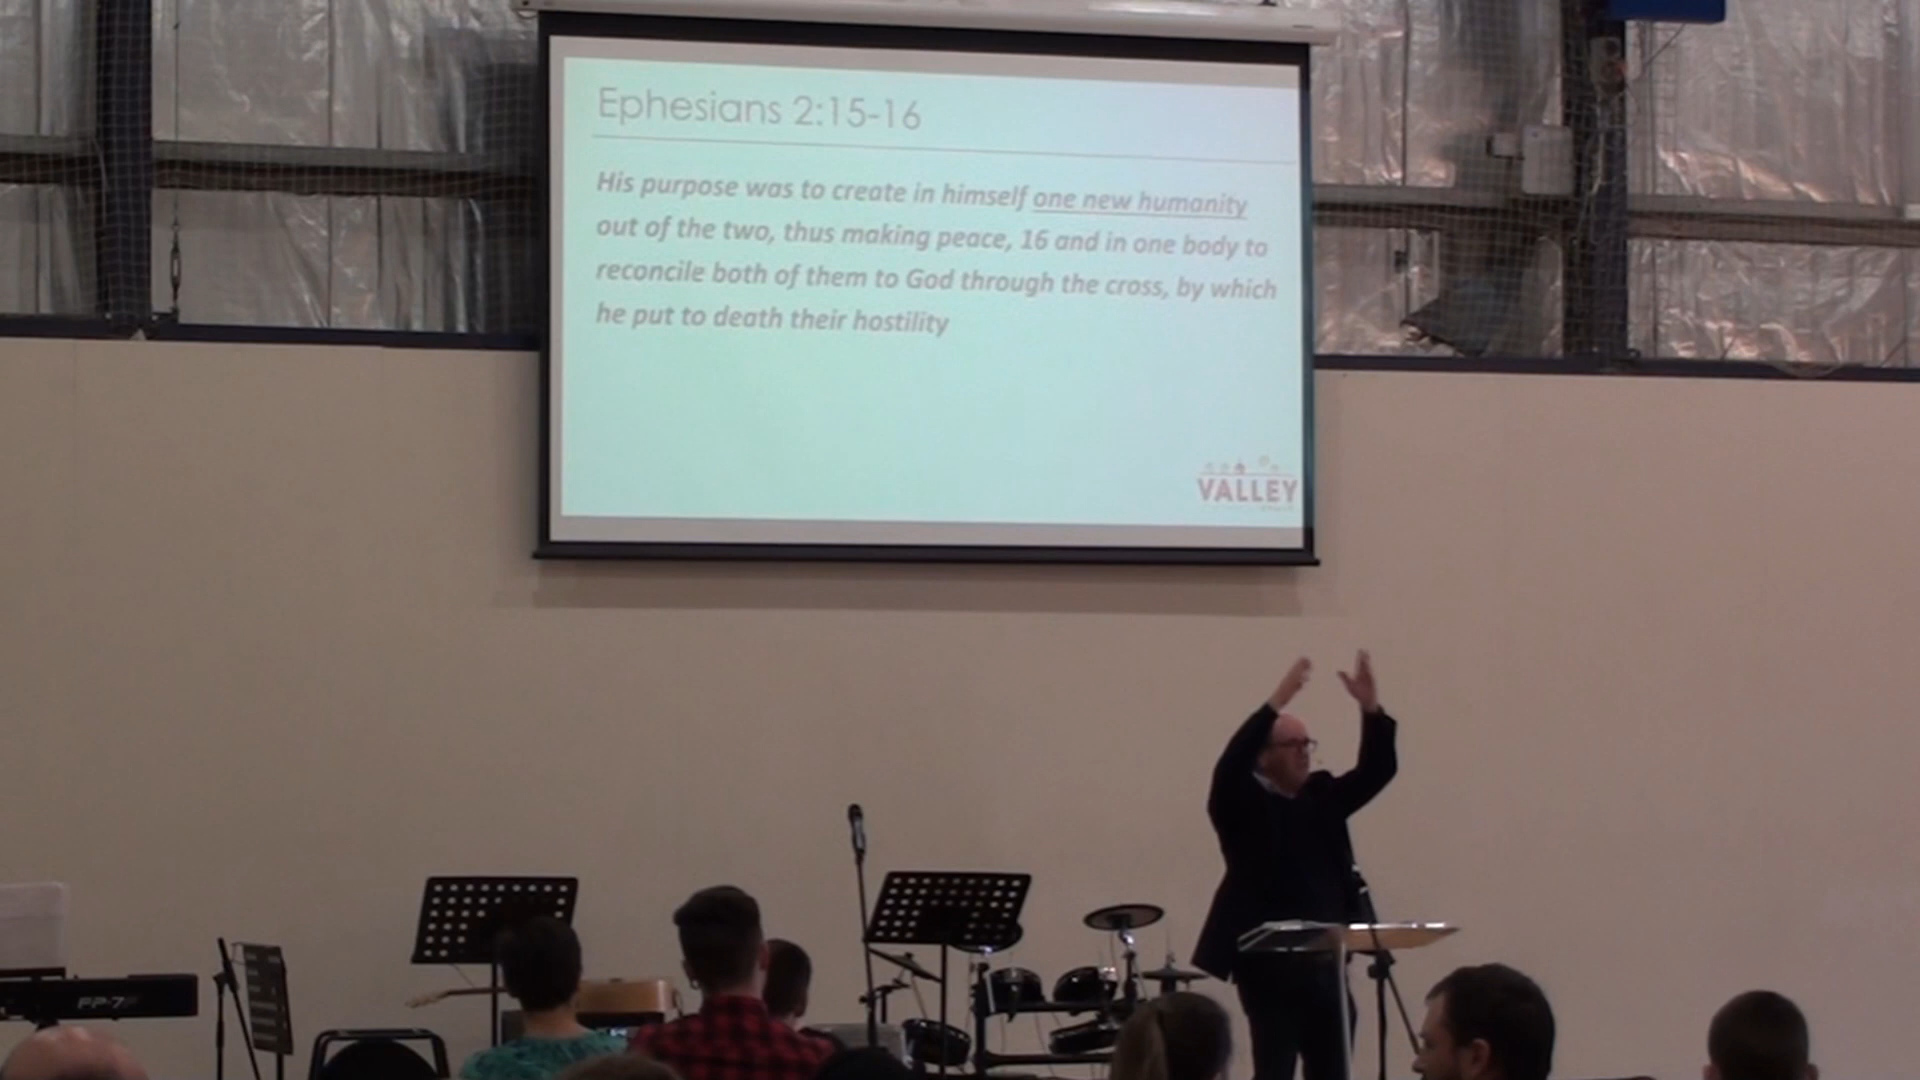 Ephesians 2:15-16
His purpose was to create in himself one new humanity
out of the two, thus making peace, 16 and in one body to
reconcile both of them to God through the cross, by which
he put to death their hostility
VALLEY
FP-7